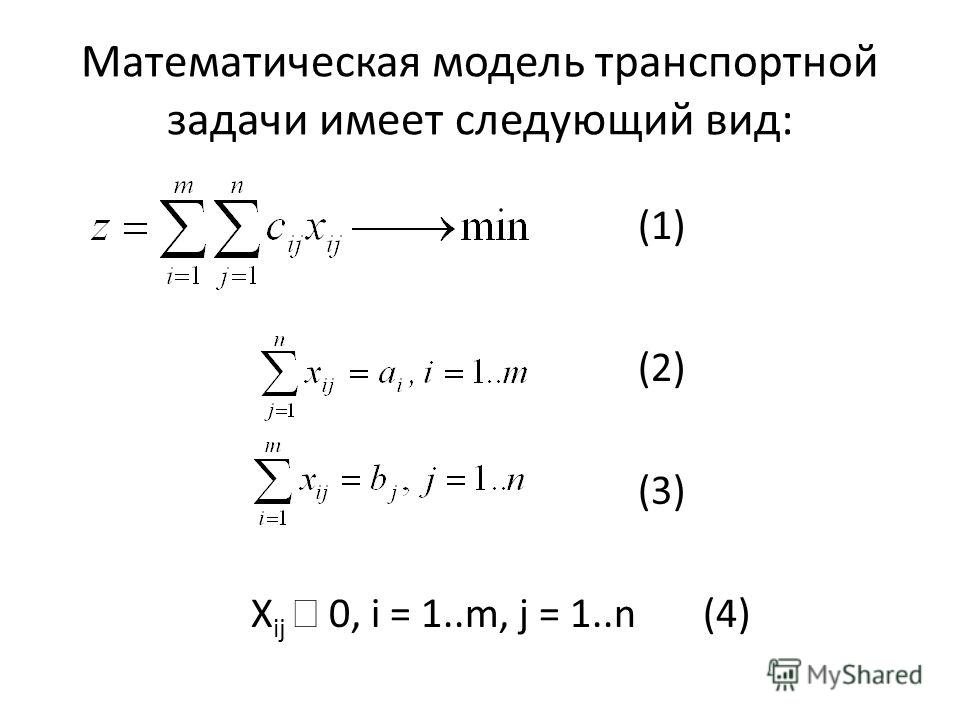 Математическая модель транспортной
задачи имеет следующий вид:
z = \sum_{i=1}^{m} \sum_{j=1}^{n} c_{ij} x_{ij} ⟶ min (1)
\sum_{j=1}^{n} x_{ij} = a_i , i = 1..m (2)
\sum_{i=1}^{m} x_{ij} = b_j , j = 1..n (3)
X_{ij} 0, i = 1..m, j = 1..n (4)
MyShared